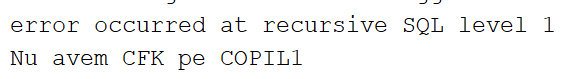 error occurred at recursive SQL level 1
Nu avem CFK pe COPIL1